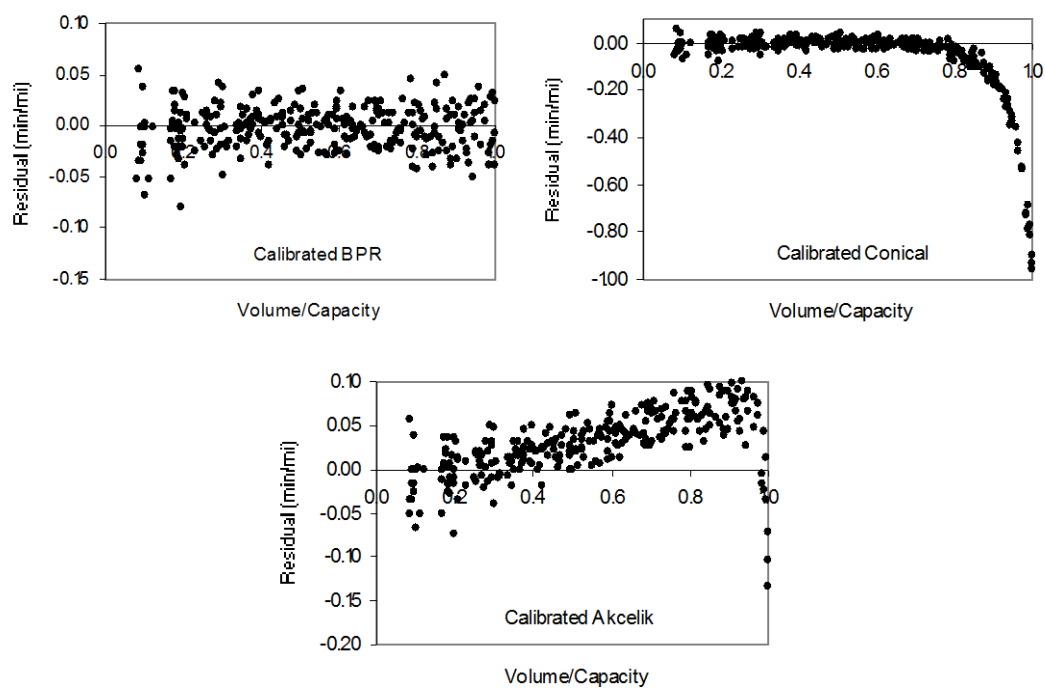 0.10
0.05
0.00
-0.05
-0.10
-0.15
0.0 0.2 0.4 0.6 0.8 1.0
Residual (min/mi)
Calibrated BPR
Volume/Capacity
0.00
-0.20
-0.40
-0.60
-0.80
-1.00
0.0 0.2 0.4 0.6 0.8 1.0
Residual (min/mi)
Calibrated Conical
Volume/Capacity
0.10
0.05
0.00
-0.05
-0.10
-0.15
-0.20
0.0 0.2 0.4 0.6 0.8 1.0
Residual (min/mi)
Calibrated Akcelik
Volume/Capacity